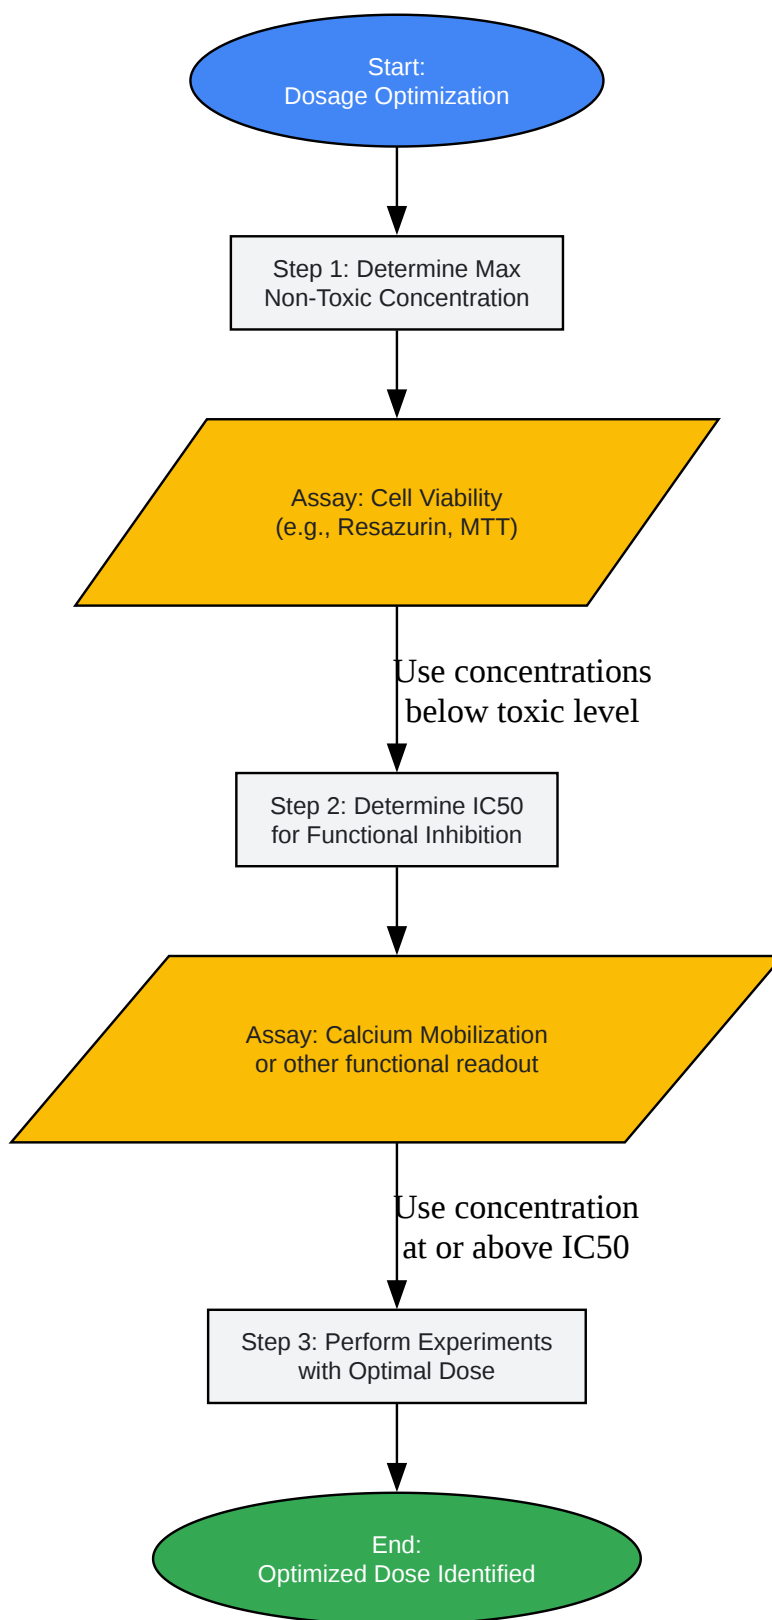 Start:
Dosage Optimization
Step 1: Determine Max
Non-Toxic Concentration
Assay: Cell Viability
(e.g., Resazurin, MTT)
Use concentrations
below toxic level
Step 2: Determine IC50
for Functional Inhibition
Assay: Calcium Mobilization
or other functional readout
Use concentration
at or above IC50
Step 3: Perform Experiments
with Optimal Dose
End:
Optimized Dose Identified